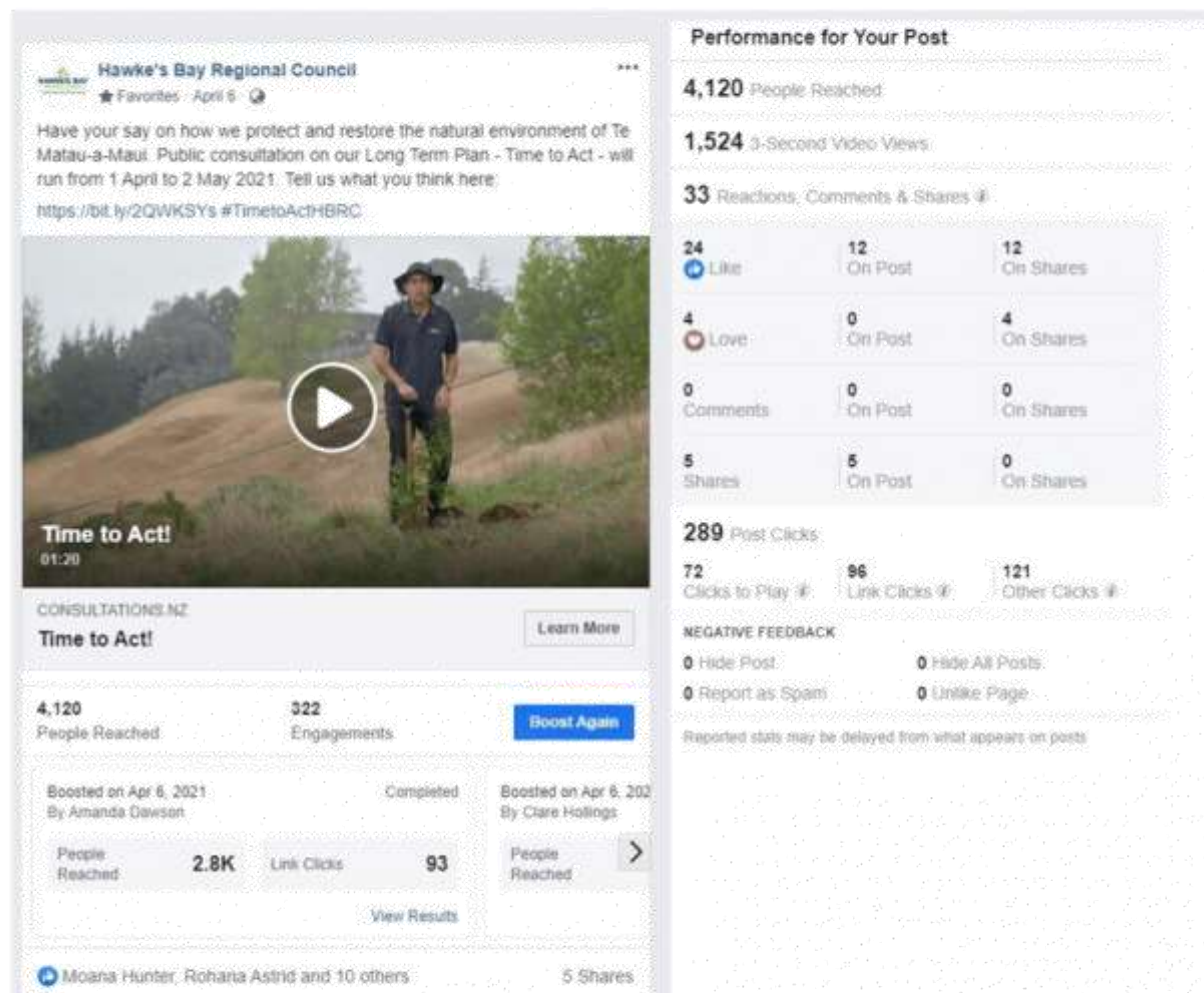 Hawke's Bay Regional Council
Favorites · April 6 ·
Have your say on how we protect and restore the natural environment of Te
Matau-a-Maui. Public consultation on our Long Term Plan - Time to Act - will
run from 1 April to 2 May 2021. Tell us what you think here:
https://bit.ly/2QWKSYs #TimetoActHBRC
Time to Act!
01:20
CONSULTATIONS.NZ
Time to Act!
Learn More
4,120
People Reached
322
Engagements
Boost Again
Boosted on Apr 6, 2021
By Amanda Dawson
Completed
People
Reached
2.8K
Link Clicks
93
View Results
Boosted on Apr 6, 202
By Clare Hollings
People
Reached
Moana Hunter, Rohana Astrid and 10 others
5 Shares
Performance for Your Post
4,120 People Reached
1,524 3-Second Video Views
33 Reactions, Comments & Shares
24
Like
12
On Post
12
On Shares
4
Love
0
On Post
4
On Shares
0
Comments
0
On Post
0
On Shares
5
Shares
5
On Post
0
On Shares
289 Post Clicks
72
Clicks to Play
96
Link Clicks
121
Other Clicks
NEGATIVE FEEDBACK
0 Hide Post
0 Hide All Posts
0 Report as Spam
0 Unlike Page
Reported stats may be delayed from what appears on posts